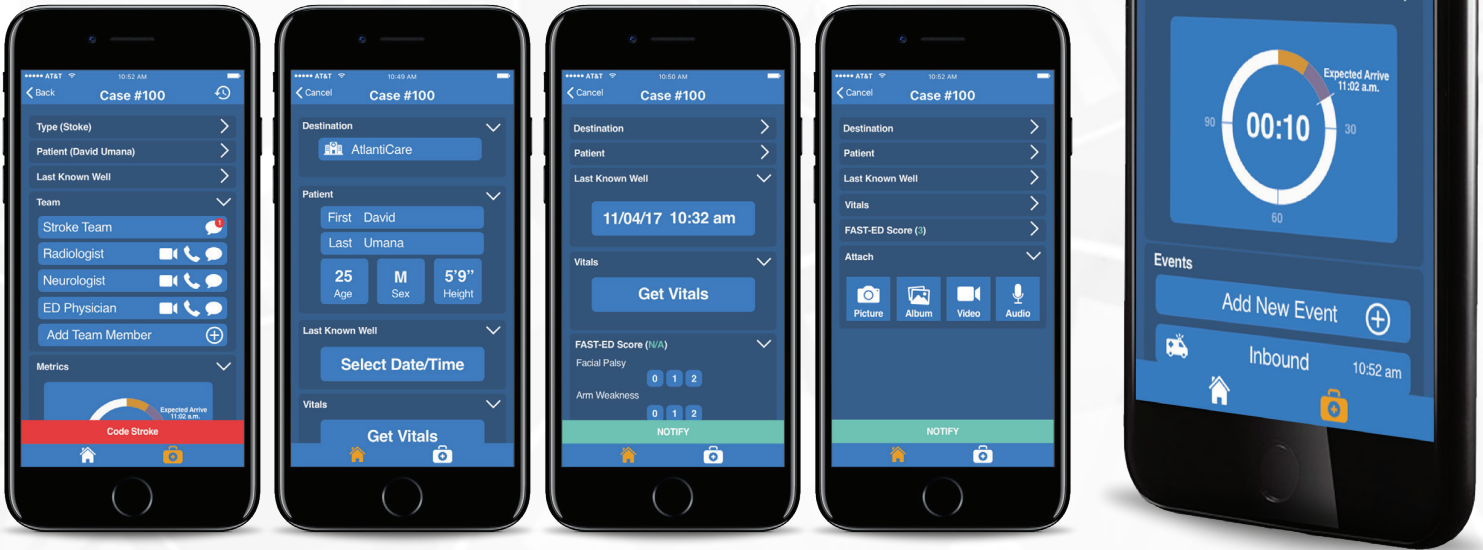 AT&T 10:52 AM
Back Case #100
Type (Stoke)
Patient (David Umana)
Last Known Well
Team
Stroke Team 1
Radiologist
Neurologist
ED Physician
Add Team Member
Metrics
Expected Arrive
11:02 a.m.
Code Stroke
AT&T 10:49 AM
Cancel Case #100
Destination
AtlantiCare
Patient
First David
Last Umana
25 M 5'9’’
Age Sex Height
Last Known Well
Select Date/Time
Vitals
Get Vitals
AT&T 10:50 AM
Cancel Case #100
Destination
Patient
Last Known Well
11/04/17 10:32 am
Vitals
Get Vitals
FAST-ED Score (N/A)
Facial Palsy
0 1 2
Arm Weakness
0 1 2
NOTIFY
AT&T 10:52 AM
Cancel Case #100
Destination
Patient
Last Known Well
Vitals
FAST-ED Score (3)
Attach
Picture Album Video Audio
NOTIFY
Expected Arrive
11:02 a.m.
90 00:10 30
60
Events
Add New Event
Inbound 10:52 am